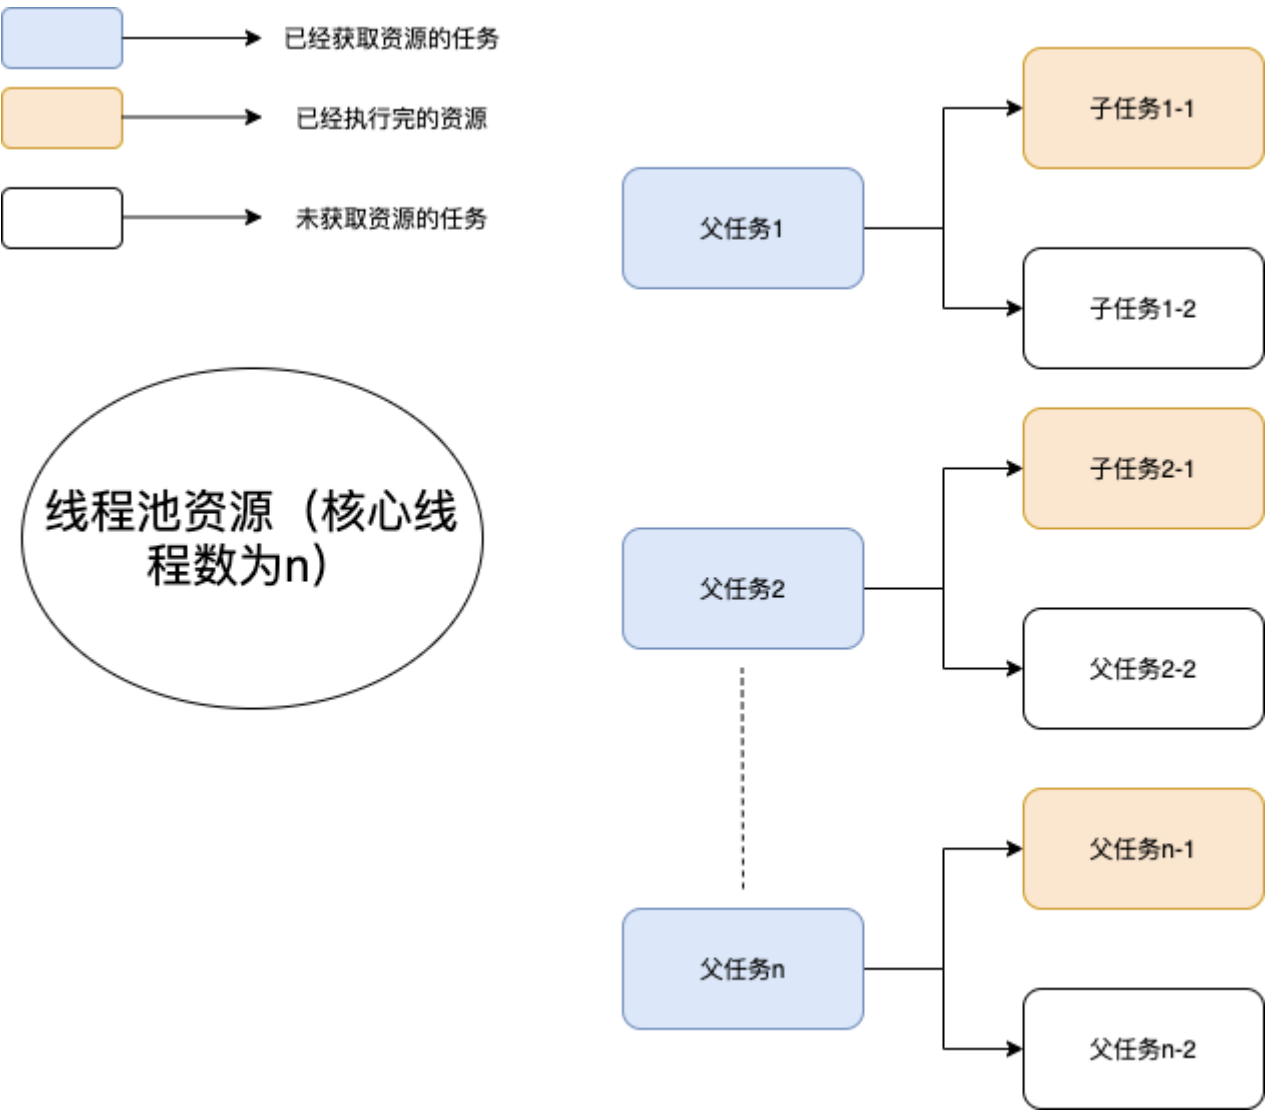 已经获取资源的任务
已经执行完的资源
未获取资源的任务
线程池资源（核心线
程数为n）
父任务1
子任务1-1
子任务1-2
父任务2
子任务2-1
父任务2-2
父任务n
父任务n-1
父任务n-2